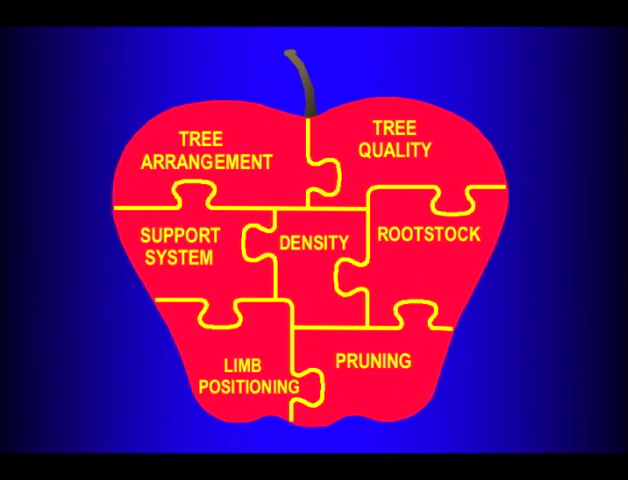 TREE
ARRANGEMENT
TREE
QUALITY
SUPPORT
SYSTEM
DENSITY
ROOTSTOCK
LIMB
POSITIONING
PRUNING